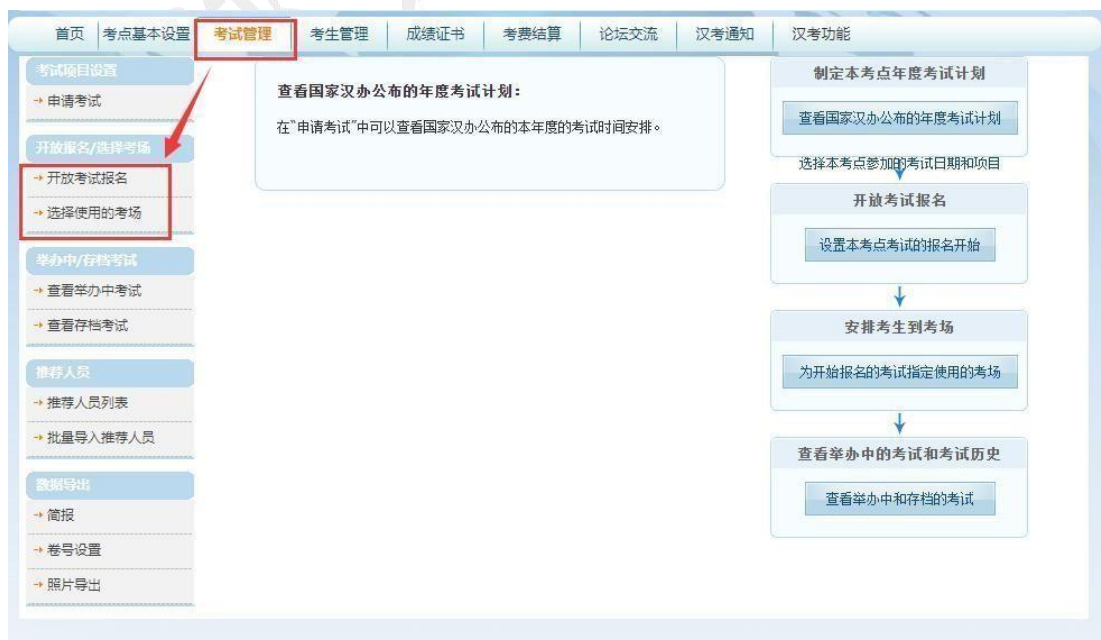 首页 考点基本设置 考试管理 考生管理 成绩证书 考费结算 论坛交流 汉考通知 汉考功能
考试项目设置
申请考试
开放报名/选择考场
开放考试报名
选择使用的考场
举办中/存档考试
查看举办中考试
查看存档考试
推荐人员
推荐人员列表
批量导入推荐人员
数据导出
简报
卷号设置
照片导出
查看国家汉办公布的年度考试计划：
在"申请考试"中可以查看国家汉办公布的本年度的考试时间安排。
制定本考点年度考试计划
查看国家汉办公布的年度考试计划
选择本考点参加的考试日期和项目
开放考试报名
设置本考点考试的报名开始
安排考生到考场
为开始报名的考试指定使用的考场
查看举办中的考试和考试历史
查看举办中和存档的考试